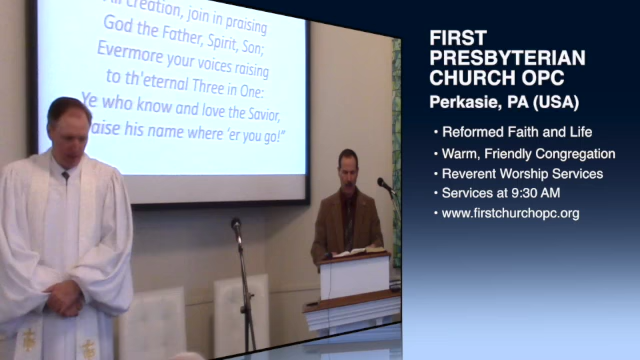 All Creation, join in praising
God the Father, Spirit, Son;
Evermore your voices raising
to th'eternal Three in One:
Ye who know and love the Savior,
raise his name where 'er you go!"
FIRST
PRESBYTERIAN
CHURCH OPC
Perkasie, PA (USA)
• Reformed Faith and Life
• Warm, Friendly Congregation
• Reverent Worship Services
• Services at 9:30 AM
• www.firstchurchopc.org